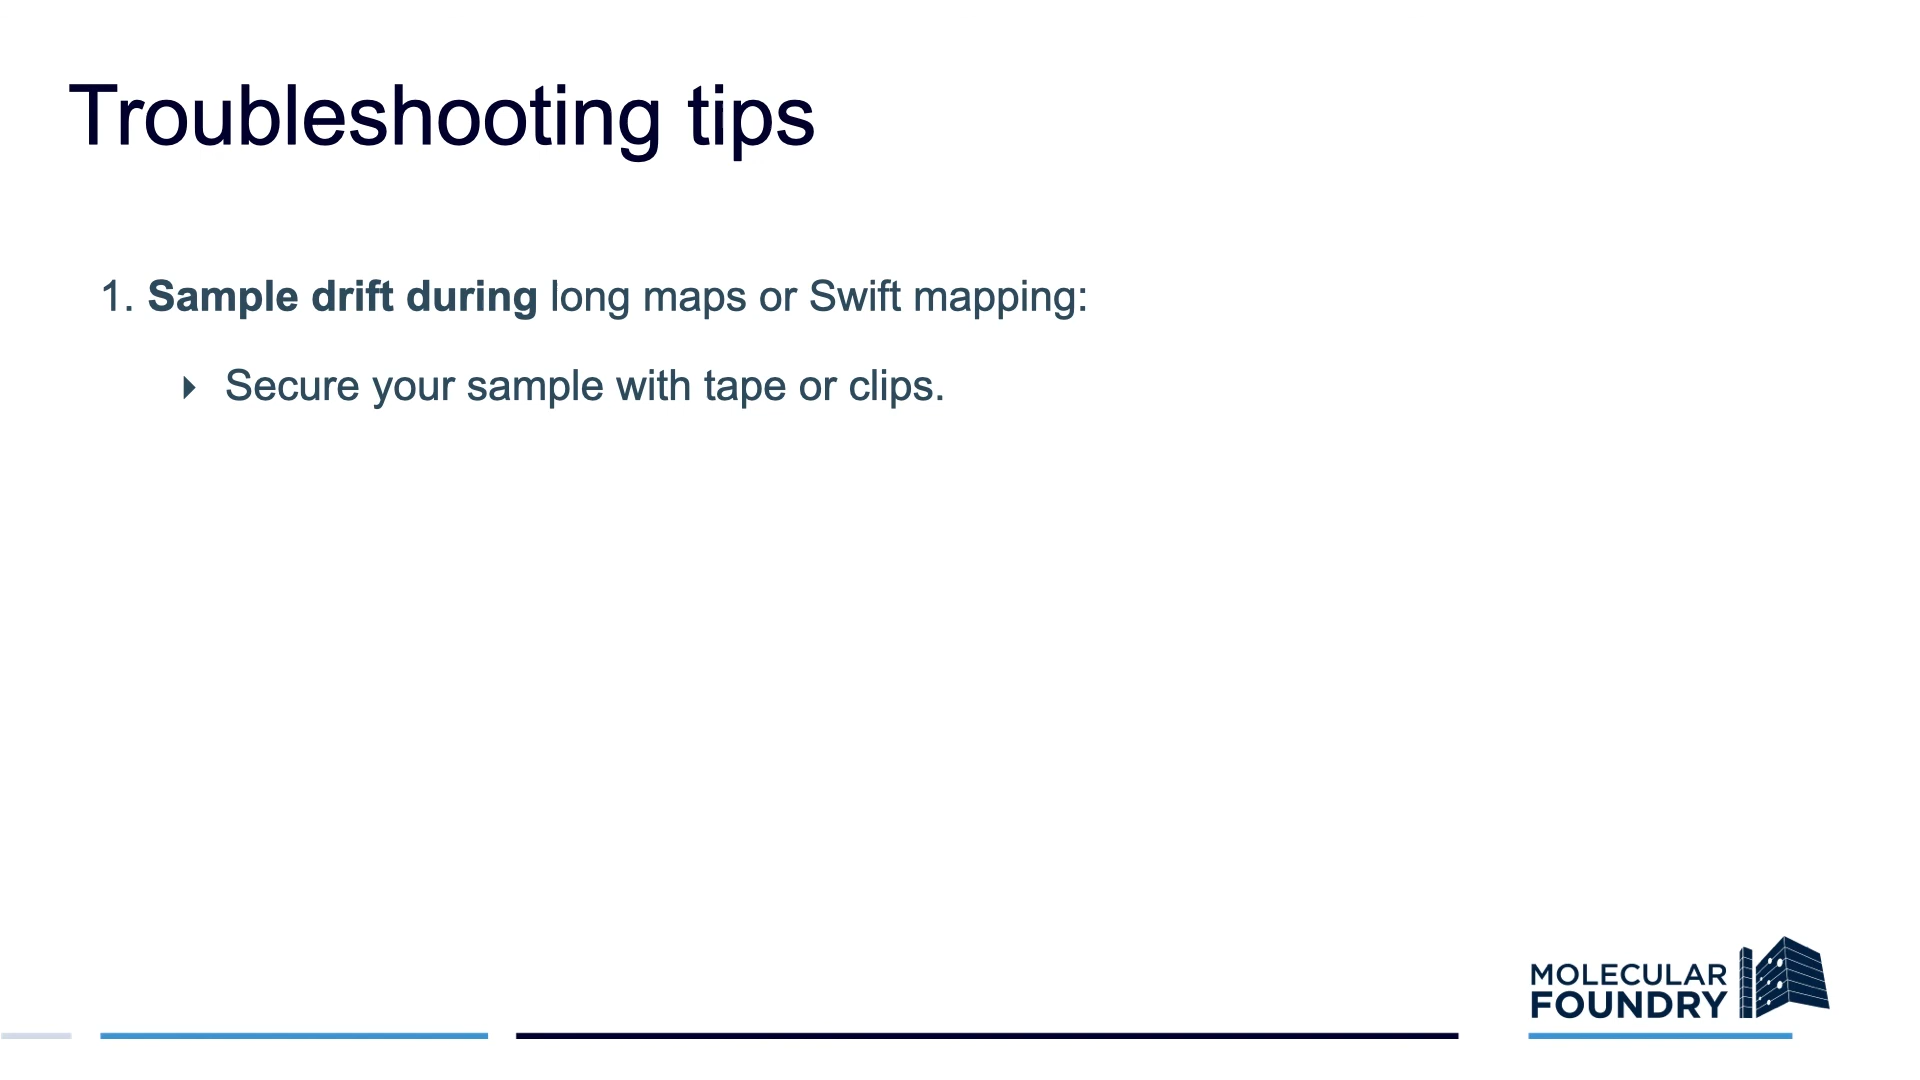 Troubleshooting tips
1. Sample drift during long maps or Swift mapping:
Secure your sample with tape or clips.
MOLECULAR
FOUNDRY